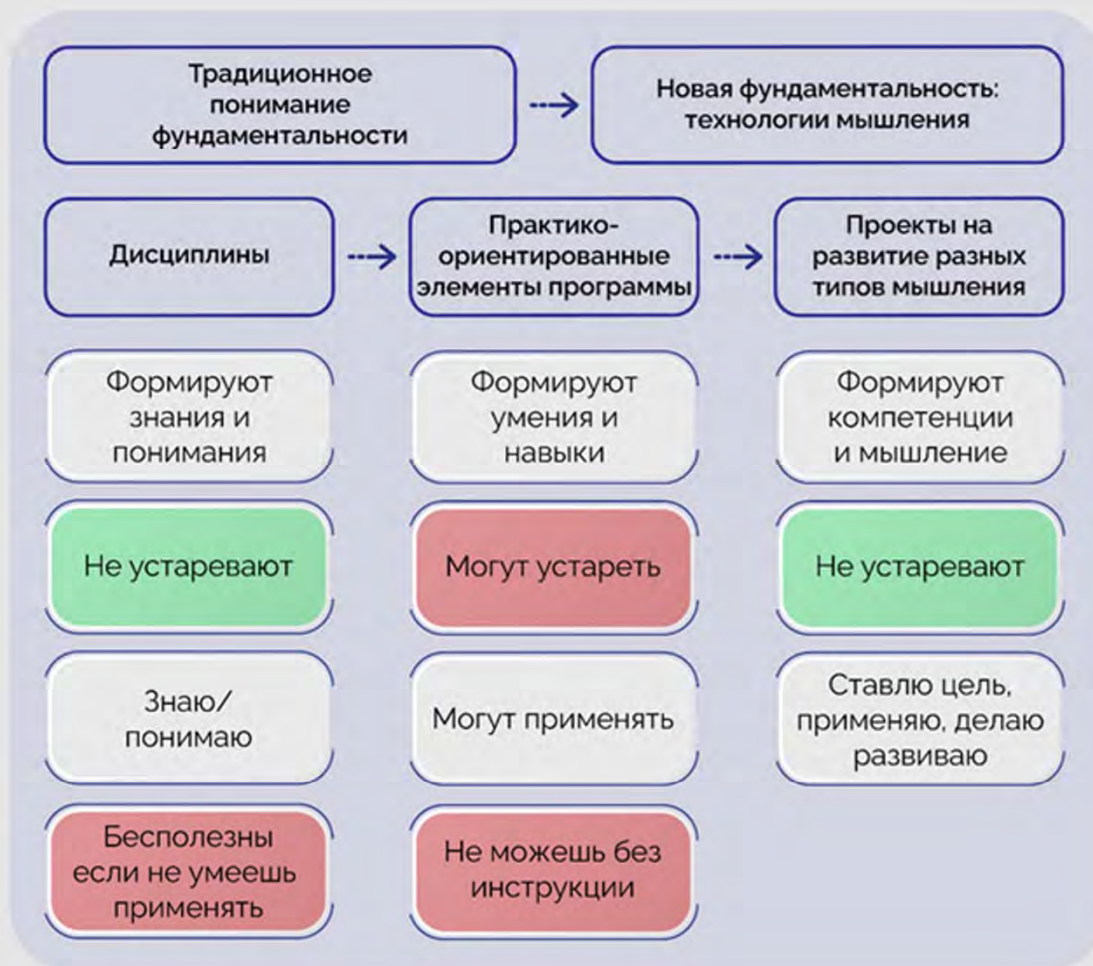 Традиционное
понимание
фундаментальности
Новая фундаментальность:
технологии мышления
Дисциплины
Практико-
ориентированные
элементы программы
Проекты на
развитие разных
типов мышления
Формируют
знания и
понимания
Формируют
умения и
навыки
Формируют
компетенции
и мышление
Не устаревают
Могут устареть
Не устаревают
Знаю/
понимаю
Могут применять
Ставлю цель,
применяю, делаю
развиваю
Бесполезны
если не умеешь
применять
Не можешь без
инструкции